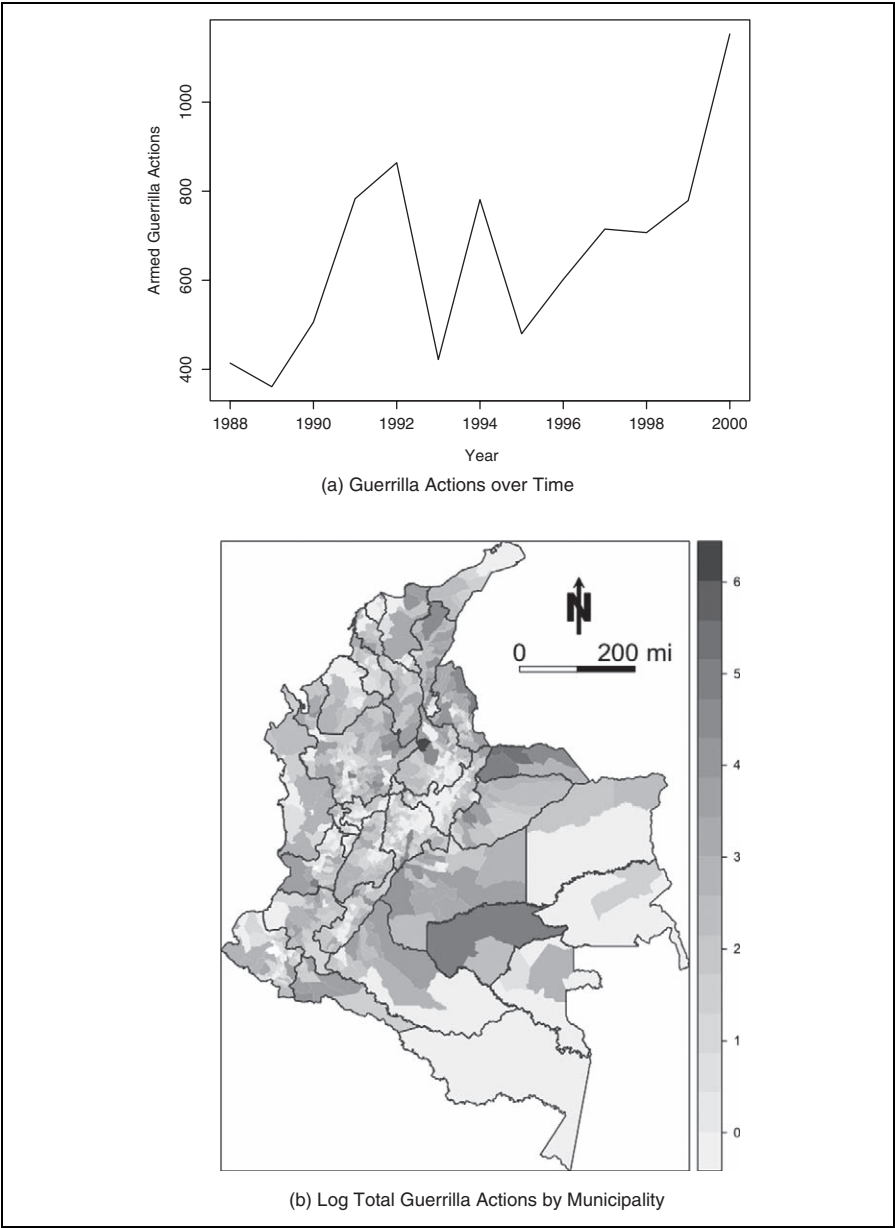 1000
800
600
400
Armed Guerrilla Actions
1988 1990 1992 1994 1996 1998 2000
Year
(a) Guerrilla Actions over Time
N
0 200 mi
6
5
4
3
2
1
0
(b) Log Total Guerrilla Actions by Municipality